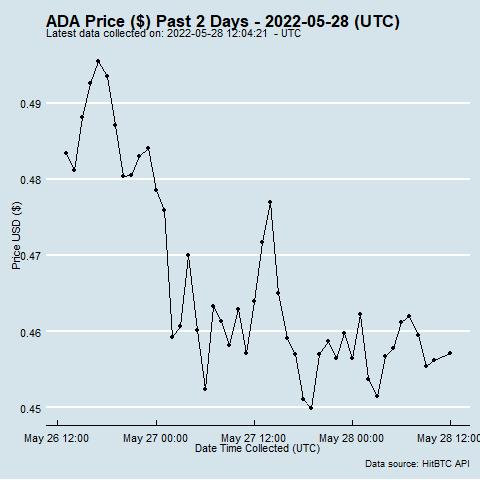 ADA Price ($) Past 2 Days - 2022-05-28 (UTC)
Latest data collected on: 2022-05-28 12:04:21  - UTC
0.49
0.48
0.47
0.46
0.45
Price USD ($)
May 26 12:00 May 27 00:00 May 27 12:00 May 28 00:00 May 28 12:00
Date Time Collected (UTC)
Data source: HitBTC API